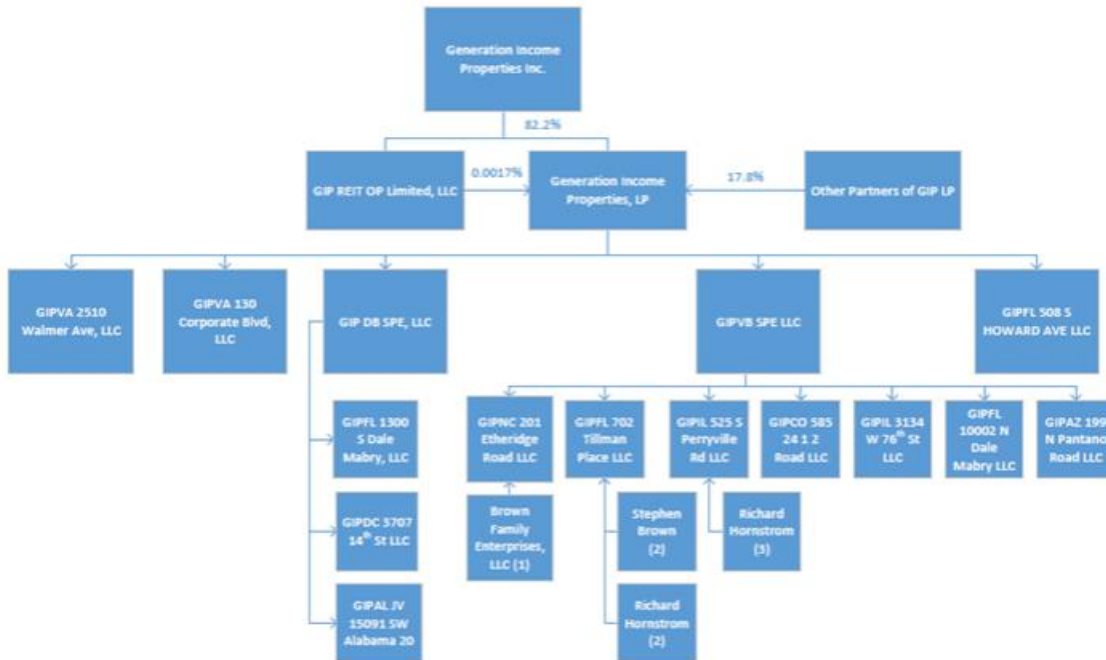 Generation Income
Properties Inc.
82.2%
GIP REIT OP Limited, LLC
0.0017%
Generation Income
Properties, LP
17.8%
Other Partners of GIP LP
GIPVA 2510
Walmer Ave, LLC
GIPVA 130
Corporate Blvd,
LLC
GIP DB SPE, LLC
GIPVB SPE LLC
GIPFL 508 S
HOWARD AVE LLC
GIPFL 1300
S Dale
Mabry, LLC
GIPNC 201
Etheridge
Road LLC
GIPFL 702
Tillman
Place LLC
GIPIL 525 S
Perryville
Rd LLC
GIPCO 585
24 1 2
Road LLC
GIPIL 3134
W 76th St
LLC
GIPFL
10002 N
Dale
Mabry LLC
GIPAZ 199
N Pantano
Road LLC
GIPDC 3707
14th St LLC
Brown
Family
Enterprises,
LLC (1)
Stephen
Brown
(2)
Richard
Hornstrom
(3)
GIPAL JV
15091 SW
Alabama 20
Richard
Hornstrom
(2)